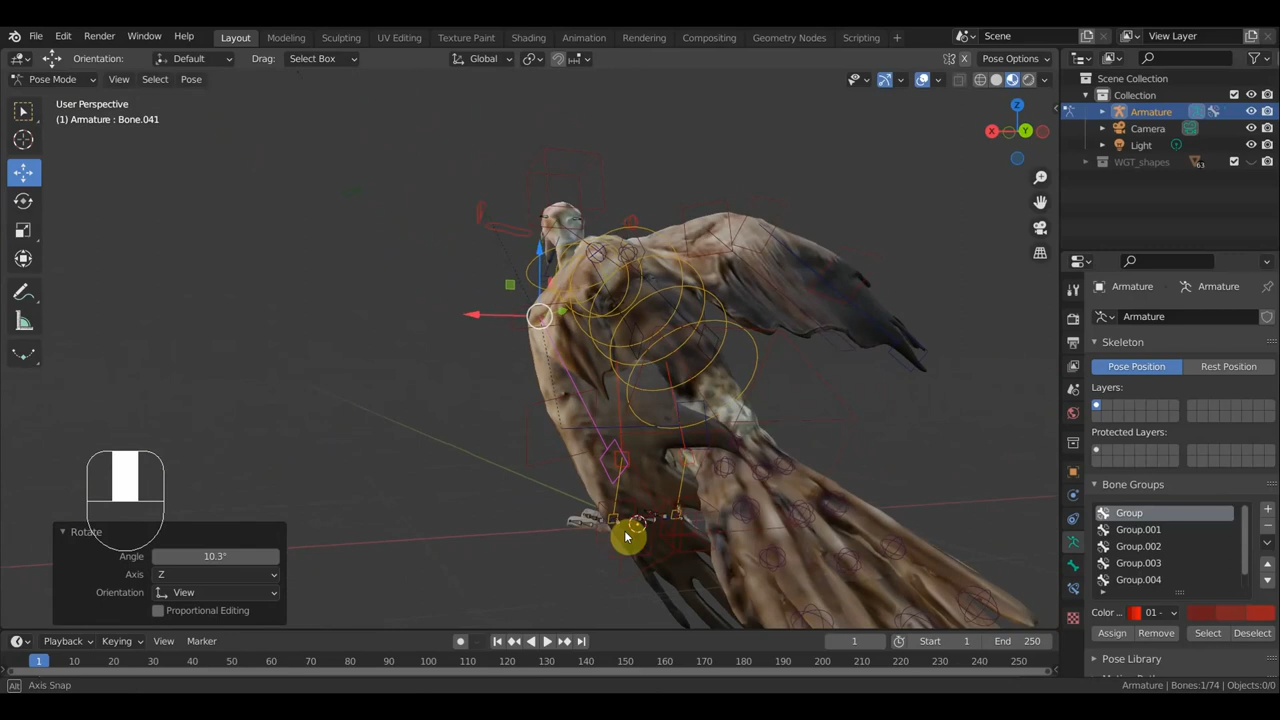 File Edit Render Window Help Layout Modeling Sculpting UV Editing Texture Paint Shading Animation Rendering Compositing Geometry Nodes Scripting + Scene View Layer
Orientation: Default Drag: Select Box Global Pose Options
Pose Mode View Select Pose
User Perspective
(1) Armature : Bone.041
Z
X Y
Scene Collection
Collection
Armature
Camera
Light
WGT_shapes 63
Armature Armature
Armature
Skeleton
Pose Position Rest Position
Layers:
Protected Layers:
Bone Groups
Group
Group.001
Group.002
Group.003
Group.004
Color ... 01 -
Assign Remove Select Deselect
Pose Library
Rotate
Angle 10.3°
Axis Z
Orientation View
Proportional Editing
Playback Keying View Marker 1 Start 1 End 250
1 10 20 30 40 50 60 70 80 90 100 110 120 130 140 150 160 170 180 190 200 210 220 230 240 250
Alt Axis Snap Armature | Bones:1/74 | Objects:0/0